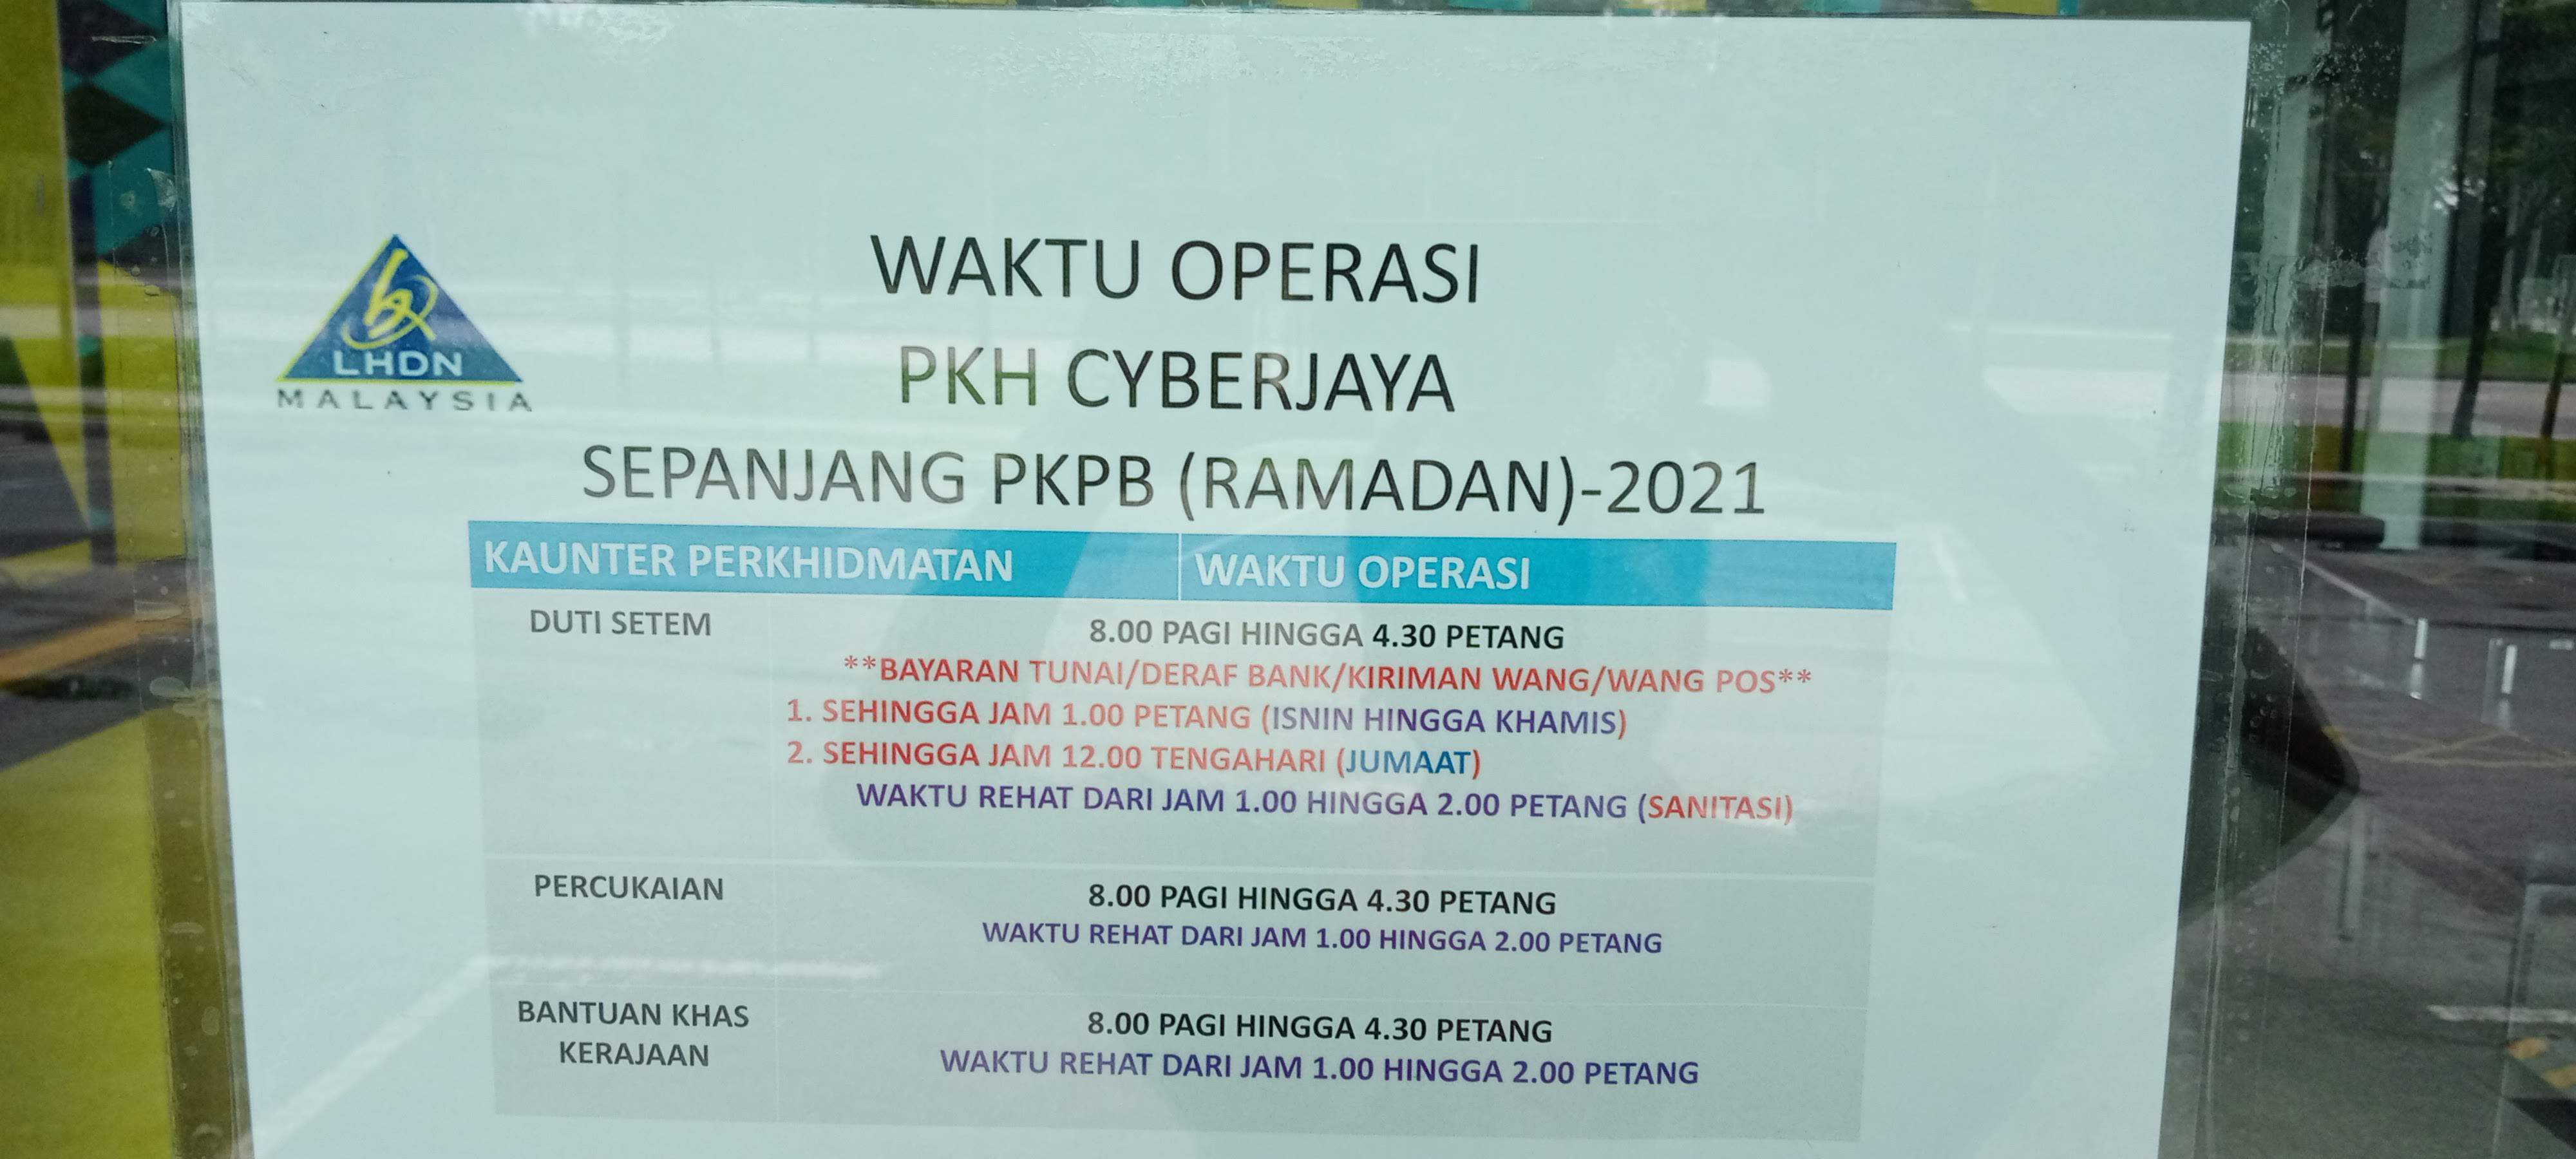 LHDN
MALAYSIA
WAKTU OPERASI
PKH CYBERJAYA
SEPANJANG PKPB (RAMADAN)-2021
KAUNTER PERKHIDMATAN WAKTU OPERASI
DUTI SETEM 8.00 PAGI HINGGA 4.30 PETANG
**BAYARAN TUNAI/DERAF BANK/KIRIMAN WANG/WANG POS**
1. SEHINGGA JAM 1.00 PETANG (ISNIN HINGGA KHAMIS)
2. SEHINGGA JAM 12.00 TENGAHARI (JUMAAT)
WAKTU REHAT DARI JAM 1.00 HINGGA 2.00 PETANG (SANITASI)
PERCUKAIAN 8.00 PAGI HINGGA 4.30 PETANG
WAKTU REHAT DARI JAM 1.00 HINGGA 2.00 PETANG
BANTUAN KHAS
KERAJAAN
8.00 PAGI HINGGA 4.30 PETANG
WAKTU REHAT DARI JAM 1.00 HINGGA 2.00 PETANG